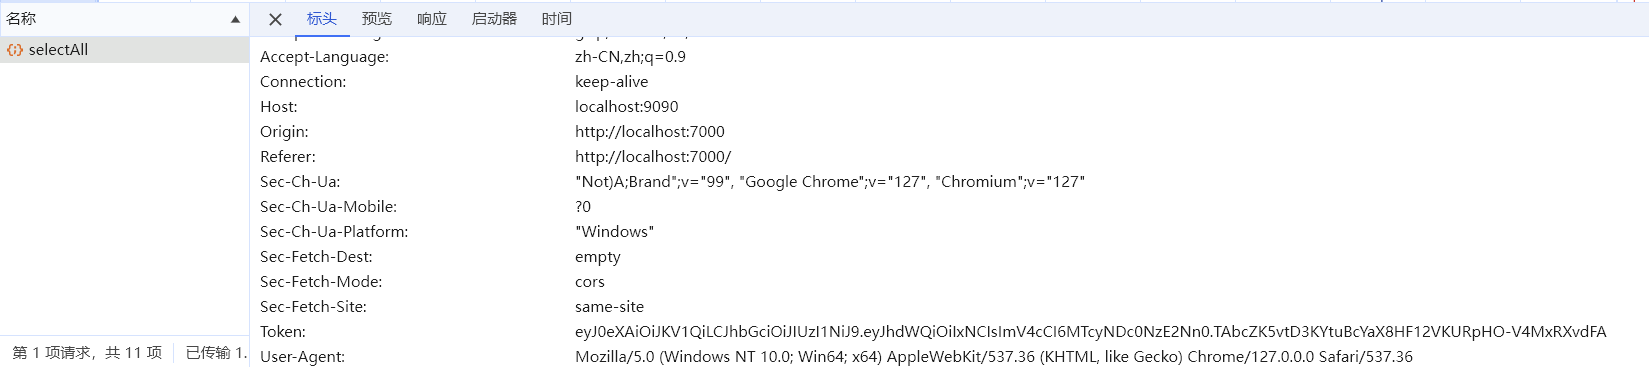 名称
标头 预览 响应 启动器 时间
selectAll
Accept-Language: zh-CN,zh;q=0.9
Connection: keep-alive
Host: localhost:9090
Origin: http://localhost:7000
Referer: http://localhost:7000/
Sec-Ch-Ua: "Not)A;Brand";v="99", "Google Chrome";v="127", "Chromium";v="127"
Sec-Ch-Ua-Mobile: ?0
Sec-Ch-Ua-Platform: "Windows"
Sec-Fetch-Dest: empty
Sec-Fetch-Mode: cors
Sec-Fetch-Site: same-site
Token: eyJ0eXAiOiJKV1QiLCJhbGciOiJIUzI1NiJ9.eyJhdWQiOiIxNCIsImV4cCI6MTcyNDc0NzE2Nn0.TAbcZK5vtD3KYtuBcYaX8HF12VKURpHO-V4MxRXvdFA
User-Agent: Mozilla/5.0 (Windows NT 10.0; Win64; x64) AppleWebKit/537.36 (KHTML, like Gecko) Chrome/127.0.0.0 Safari/537.36
第 1 项请求，共 11 项 已传输 1.